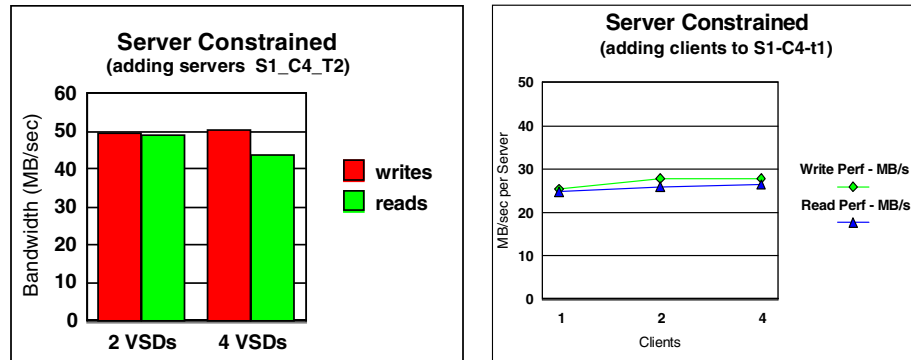 Server Constrained
(adding servers S1_C4_T2)
Bandwidth (MB/sec)
60
50
40
30
20
10
0
2 VSDs 4 VSDs
writes
reads
Server Constrained
(adding clients to S1-C4-t1)
MB/sec per Server
50
40
30
20
10
0
1 2 4
Clients
Write Perf - MB/s
Read Perf - MB/s